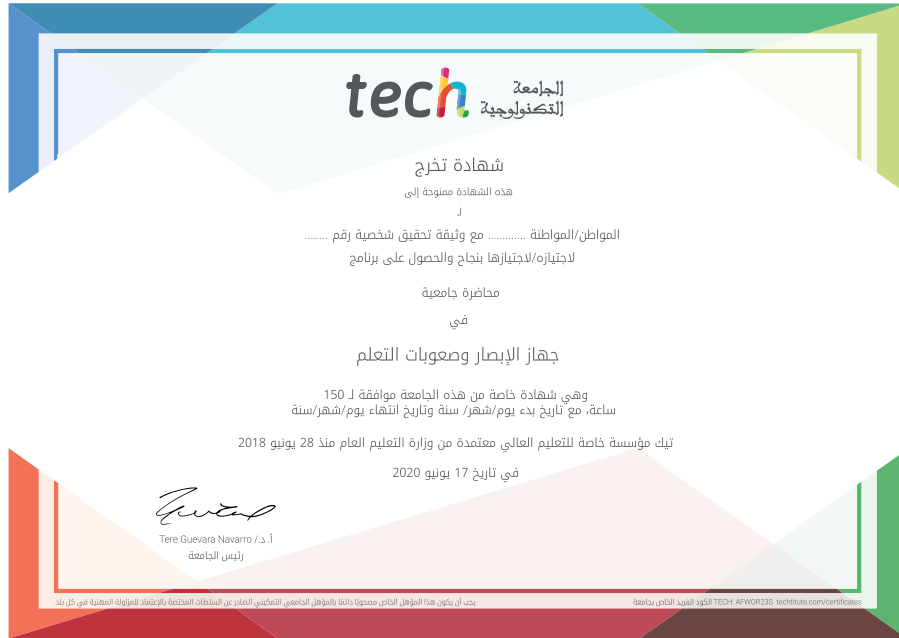 tech
الجامعة
التكنولوجية
شهادة تخرج
هذه الشهادة ممنوحة إلى
لـ
المواطن/المواطنة ............. مع وثيقة تحقيق شخصية رقم ........
لاجتيازه/لاجتيازها بنجاح والحصول على برنامج
محاضرة جامعية
في
جهاز الإبصار وصعوبات التعلم
وهي شهادة خاصة من هذه الجامعة موافقة لـ 150
ساعة، مع تاريخ بدء يوم/شهر/ سنة وتاريخ انتهاء يوم/شهر/سنة
تيك مؤسسة خاصة للتعليم العالي معتمدة من وزارة التعليم العام منذ 28 يونيو 2018
في تاريخ 17 يونيو 2020
أ.د/ Tere Guevara Navarro
رئيس الجامعة
يجب أن يكون هذا المؤهل الخاص مصحوبًا دائمًا بالمؤهل الجامعي التمكيني الصادر عن السلطات المختصة بالإعتماد للمزاولة المهنية في كل بلد
الكود الفريد الخاص بجامعة TECH: AFWOR23S techtitute.com/certificates